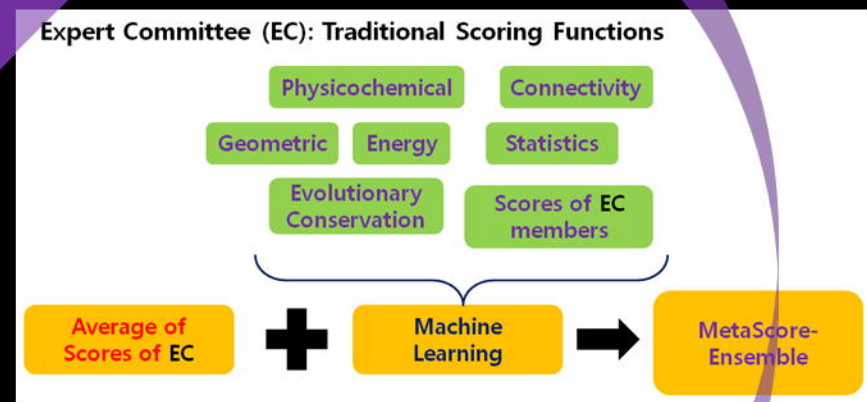 Expert Committee (EC): Traditional Scoring Functions
Physicochemical
Connectivity
Geometric
Energy
Statistics
Evolutionary
Conservation
Scores of EC
members
Average of
Scores of EC
Machine
Learning
MetaScore-
Ensemble